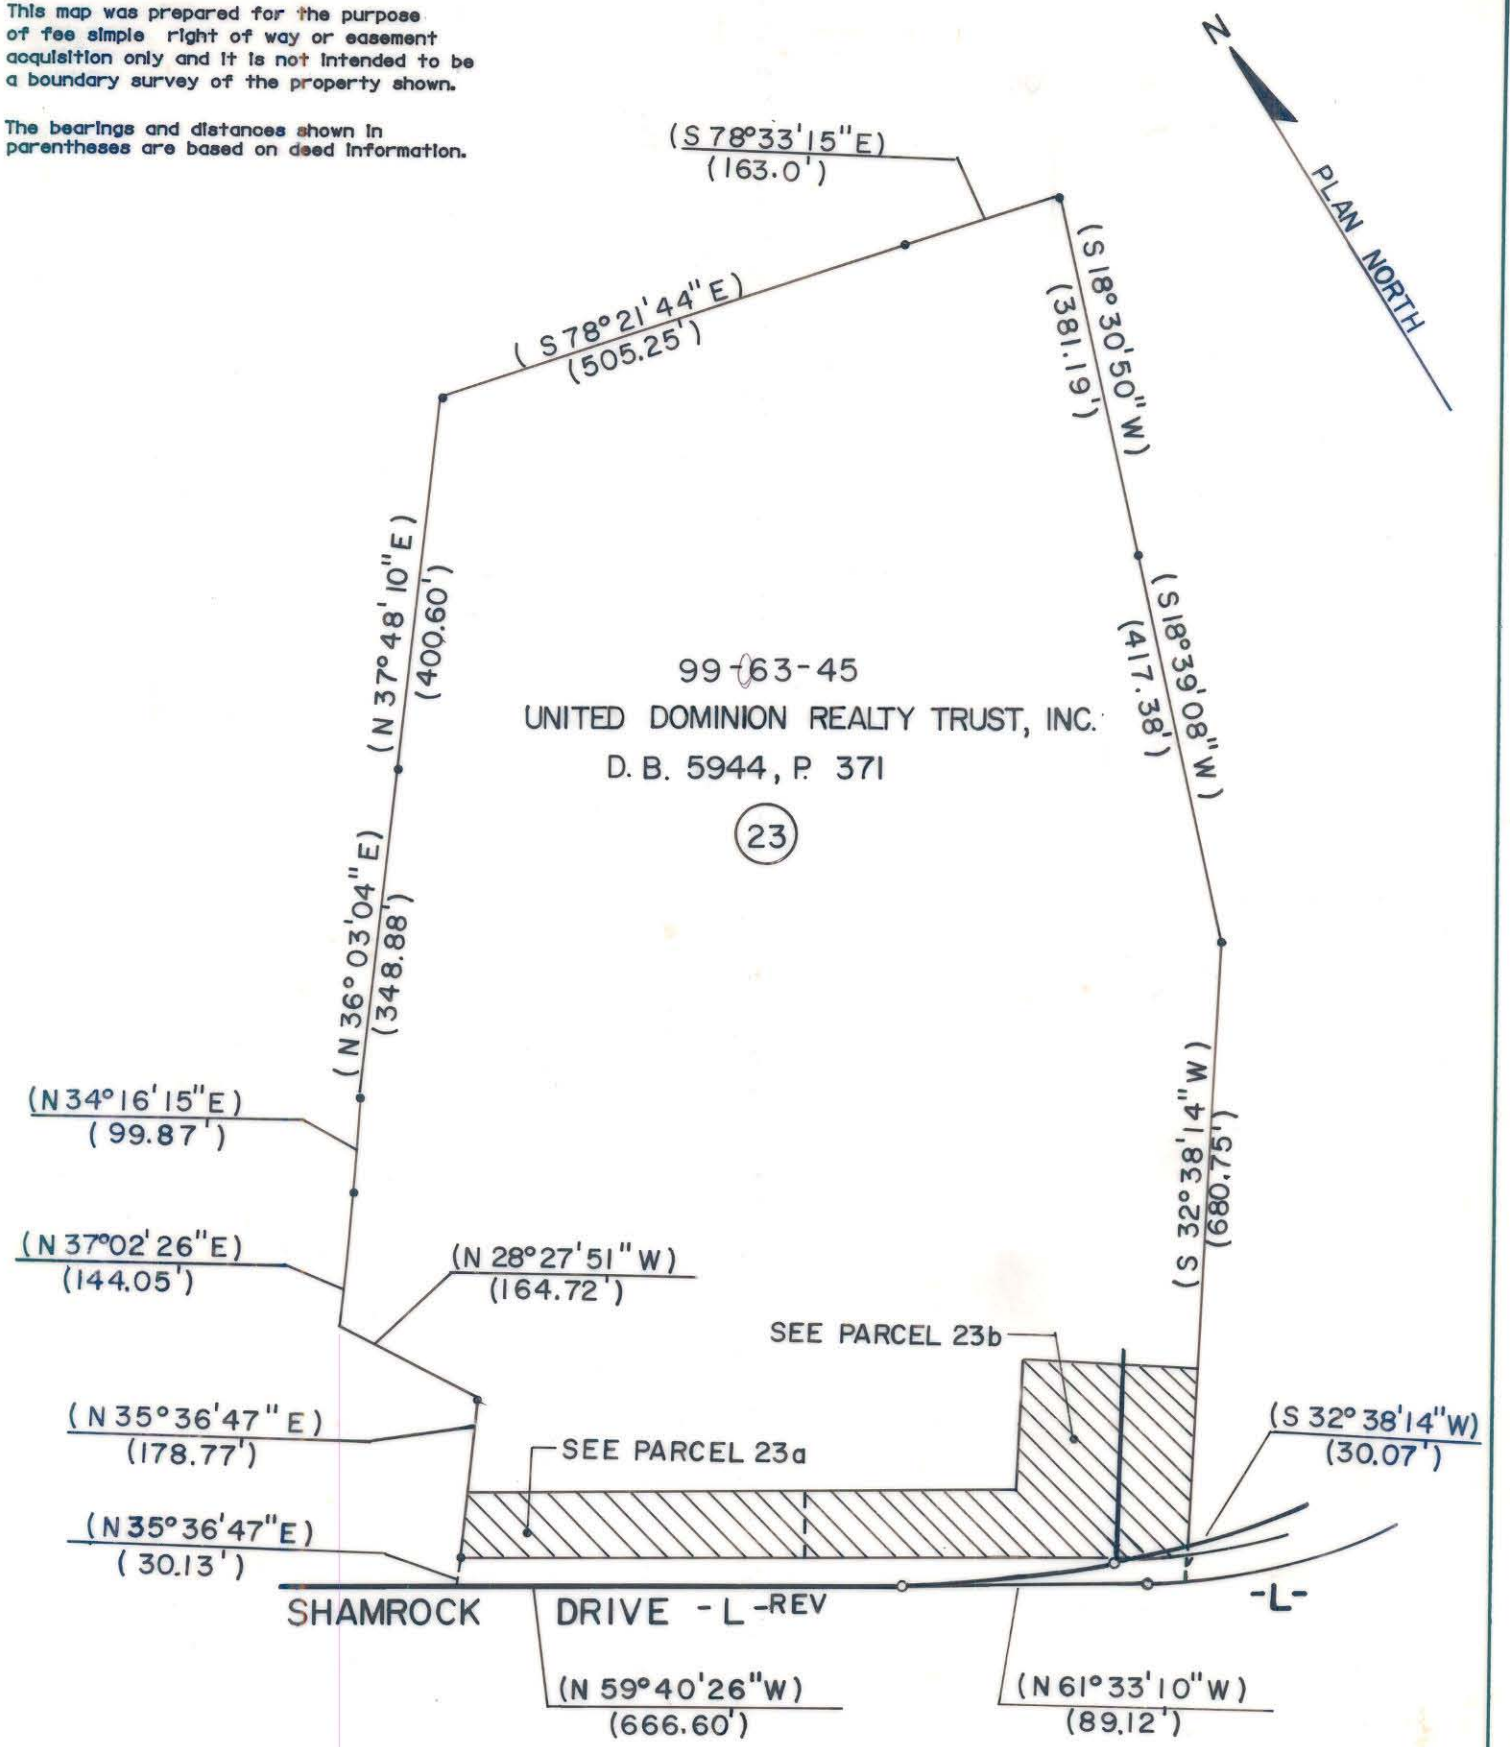 This map was prepared for the purpose
of fee simple right of way or easement
acquisition only and it is not intended to be
a boundary survey of the property shown.
The bearings and distances shown in
parentheses are based on deed information.
N
PLAN NORTH
(S 78°33'15"E)
(163.0')
(S 78°21'44"E)
(505.25')
(S 18°30'50"W)
(381.19')
(N 37°48'10"E)
(400.60')
(S 18°39'08"W)
(417.38')
99-63-45
UNITED DOMINION REALTY TRUST, INC.
D. B. 5944, P. 371
23
(N 36°03'04"E)
(348.88')
(N 34°16'15"E)
(99.87')
(S 32°38'14"W)
(680.75')
(N 37°02'26"E)
(144.05')
(N 28°27'51"W)
(164.72')
SEE PARCEL 23b
(N 35°36'47"E)
(178.77')
SEE PARCEL 23a
(S 32°38'14"W)
(30.07')
(N 35°36'47"E)
(30.13')
SHAMROCK DRIVE -L-REV
-L-
(N 59°40'26"W)
(666.60')
(N 61°33'10"W)
(89.12')